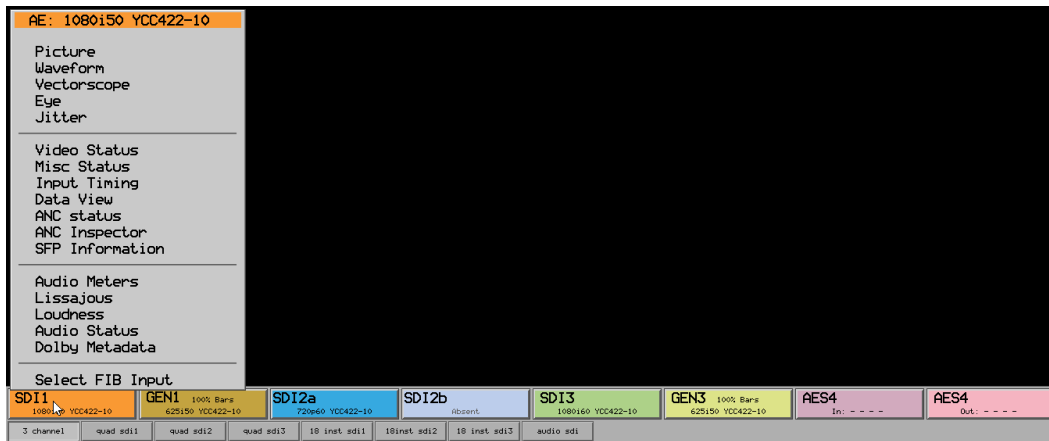 AE: 1080i50 YCC422-10
Picture
Waveform
Vectorscope
Eye
Jitter
Video Status
Misc Status
Input Timing
Data View
ANC status
ANC Inspector
SFP Information
Audio Meters
Lissajous
Loudness
Audio Status
Dolby Metadata
Select FIB Input
SDI1 GEN1 100% Bars SDI2a SDI2b SDI3 GEN3 100% Bars AES4 AES4
YCC422-10 625i50 YCC422-10 720p60 YCC422-10 Absent 1080i60 YCC422-10 625i50 YCC422-10 In: - - - - Out: - - - -
3 channel quad sdi1 quad sdi2 quad sdi3 18 inst sdi1 18inst sdi2 18 inst sdi3 audio sdi